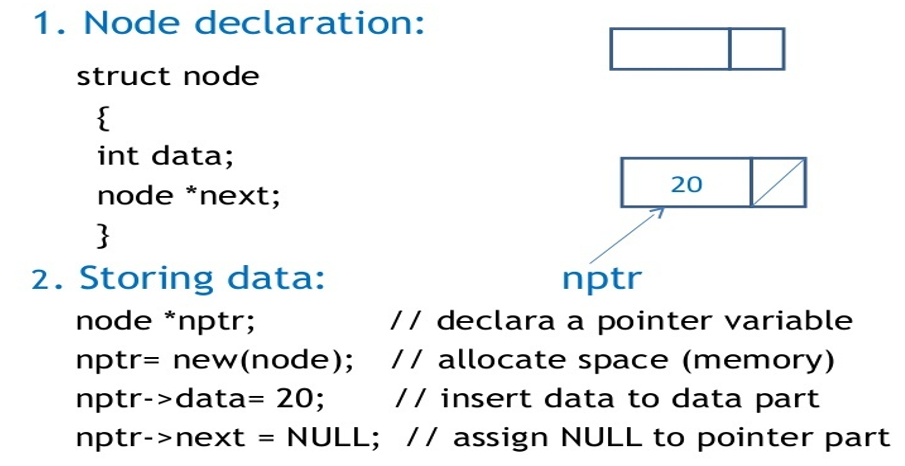 1. Node declaration:
struct node
{
int data;
node *next;
}
20
nptr
2. Storing data:
node *nptr; // declara a pointer variable
nptr= new(node); // allocate space (memory)
nptr->data= 20; // insert data to data part
nptr->next = NULL; // assign NULL to pointer part